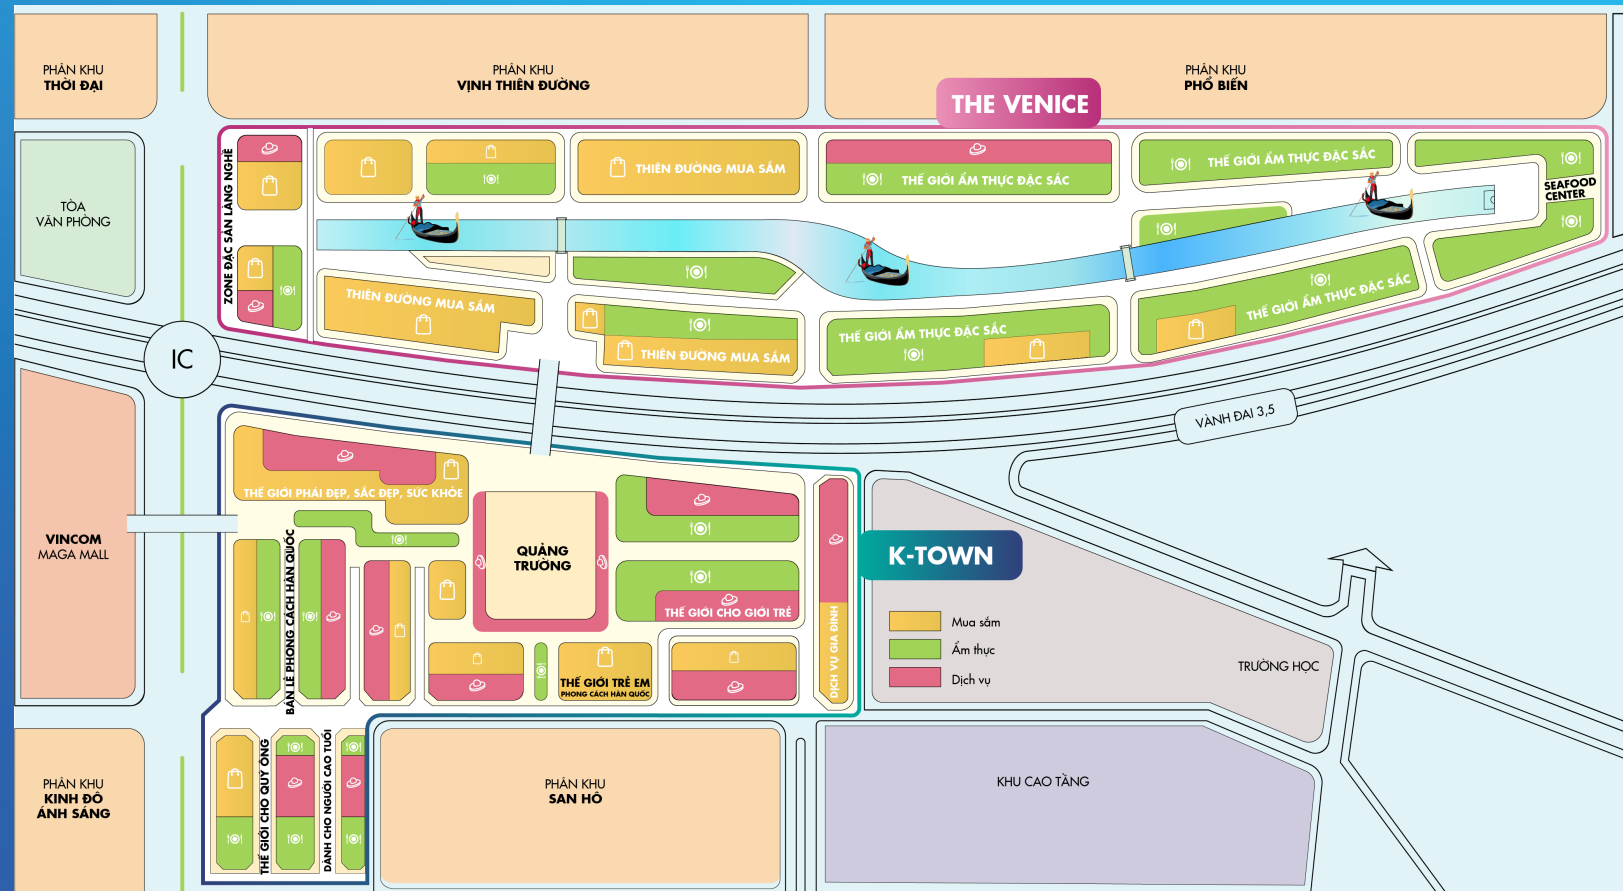 PHÂN KHU
THỜI ĐẠI
PHÂN KHU
VỊNH THIÊN ĐƯỜNG
PHÂN KHU
PHỐ BIỂN
THE VENICE
TÒA
VĂN PHÒNG
ZONE ĐẶC SẢN LÀNG NGHỀ
THIÊN ĐƯỜNG MUA SẮM
THẾ GIỚI ẨM THỰC ĐẶC SẮC
THẾ GIỚI ẨM THỰC ĐẶC SẮC
SEAFOOD
CENTER
THIÊN ĐƯỜNG MUA SẮM
THIÊN ĐƯỜNG MUA SẮM
THẾ GIỚI ẨM THỰC ĐẶC SẮC
THẾ GIỚI ẨM THỰC ĐẶC SẮC
IC
VÀNH ĐAI 3,5
VINCOM
MAGA MALL
THẾ GIỚI PHÁI ĐẸP, SẮC ĐẸP, SỨC KHỎE
BÁN LẺ PHONG CÁCH HÀN QUỐC
QUẢNG
TRƯỜNG
THẾ GIỚI CHO GIỚI TRẺ
THẾ GIỚI TRẺ EM
PHONG CÁCH HÀN QUỐC
DỊCH VỤ GIA ĐÌNH
K-TOWN
Mua sắm
Ẩm thực
Dịch vụ
TRƯỜNG HỌC
PHÂN KHU
KINH ĐÔ
ÁNH SÁNG
THẾ GIỚI CHO QUÝ ÔNG
DÀNH CHO NGƯỜI CAO TUỔI
PHÂN KHU
SAN HÔ
KHU CAO TẦNG